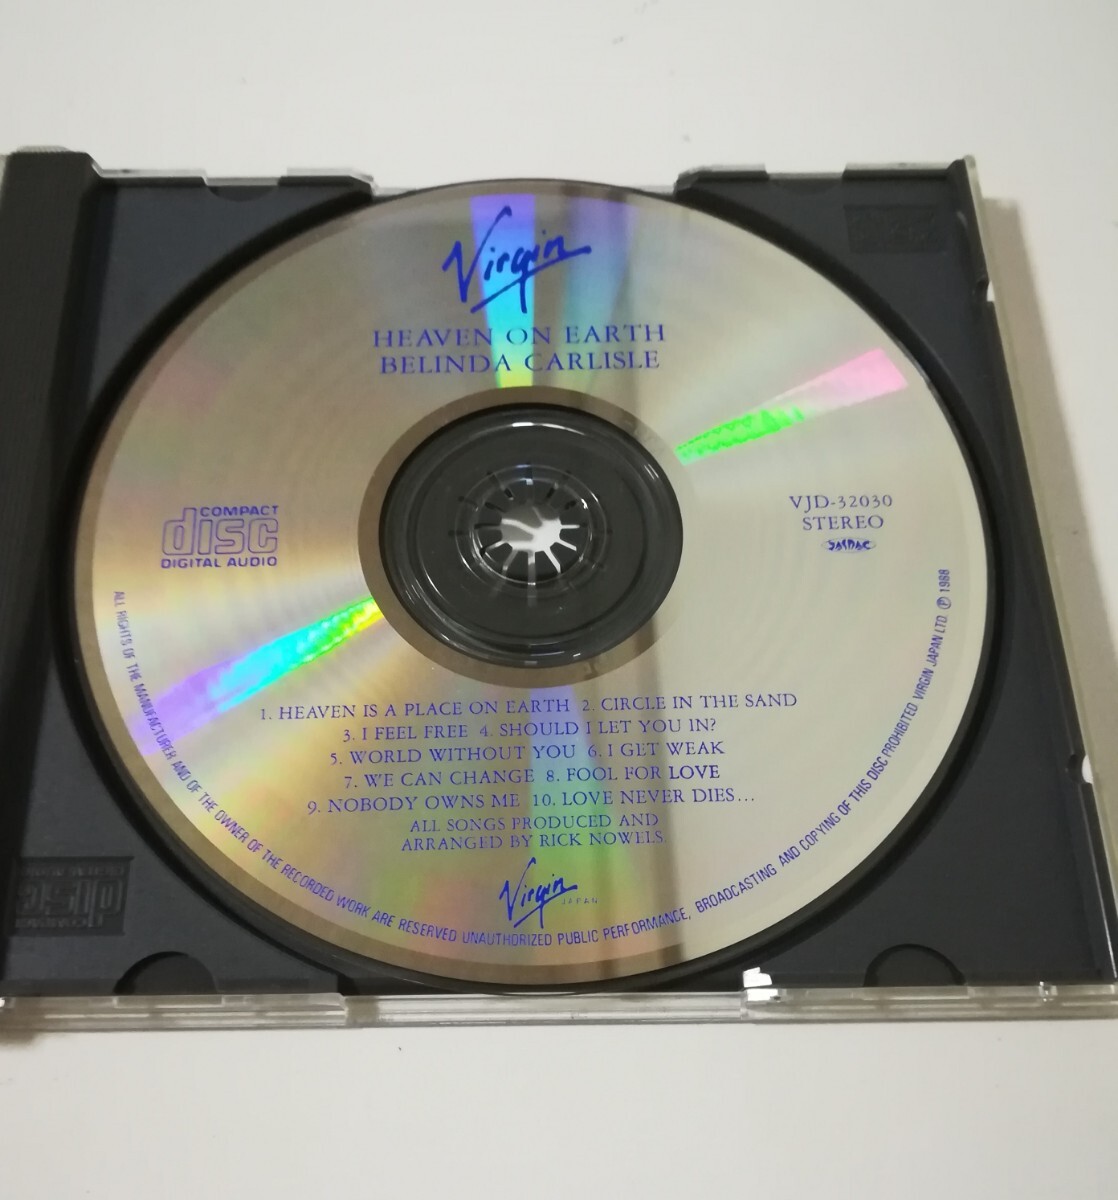 Virgin
HEAVEN ON EARTH
BELINDA CARLISLE
COMPACT
disc
DIGITAL AUDIO
VJD-32030
STEREO
JASRAC
1. HEAVEN IS A PLACE ON EARTH 2. CIRCLE IN THE SAND
3. I FEEL FREE 4. SHOULD I LET YOU IN?
5. WORLD WITHOUT YOU 6. I GET WEAK
7. WE CAN CHANGE 8. FOOL FOR LOVE
9. NOBODY OWNS ME 10. LOVE NEVER DIES...
ALL SONGS PRODUCED AND
ARRANGED BY RICK NOWELS
Virgin
JAPAN
ALL RIGHTS OF THE MANUFACTURER AND OF THE OWNER OF THE RECORDED WORK ARE RESERVED UNAUTHORIZED PUBLIC PERFORMANCE, BROADCASTING AND COPYING OF THIS DISC PROHIBITED VIRGIN JAPAN LTD. ℗ 1988